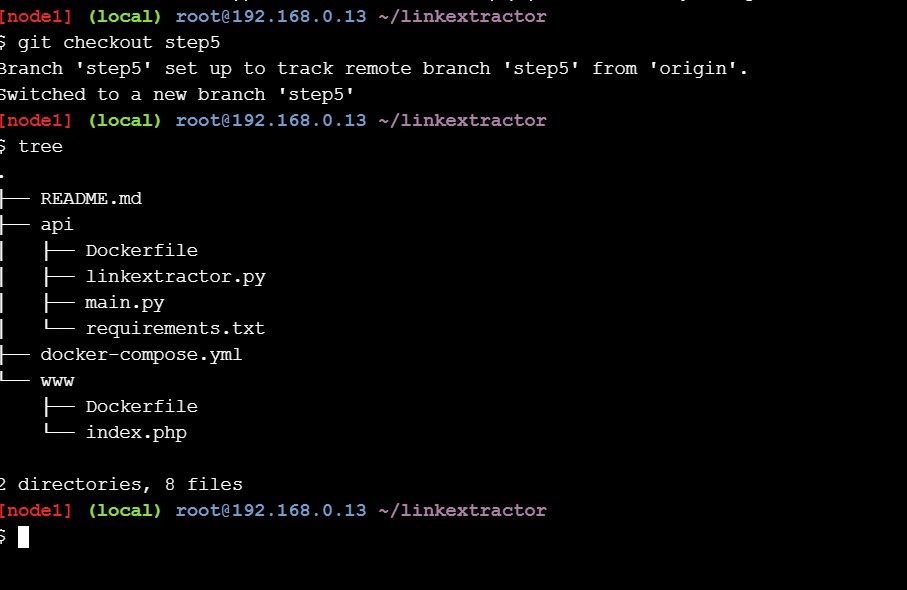 [node1] (local) root@192.168.0.13 ~/linkextractor
$ git checkout step5
Branch 'step5' set up to track remote branch 'step5' from 'origin'.
Switched to a new branch 'step5'
[node1] (local) root@192.168.0.13 ~/linkextractor
$ tree
.
├── README.md
├── api
│   ├── Dockerfile
│   ├── linkextractor.py
│   ├── main.py
│   └── requirements.txt
├── docker-compose.yml
└── www
    ├── Dockerfile
    └── index.php
2 directories, 8 files
[node1] (local) root@192.168.0.13 ~/linkextractor
$